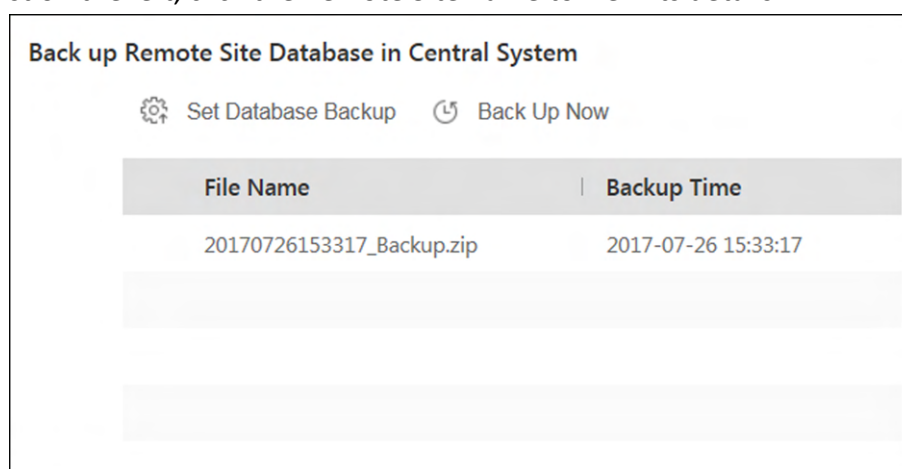 Back up Remote Site Database in Central System
Set Database Backup Back Up Now
File Name Backup Time
20170726153317_Backup.zip 2017-07-26 15:33:17